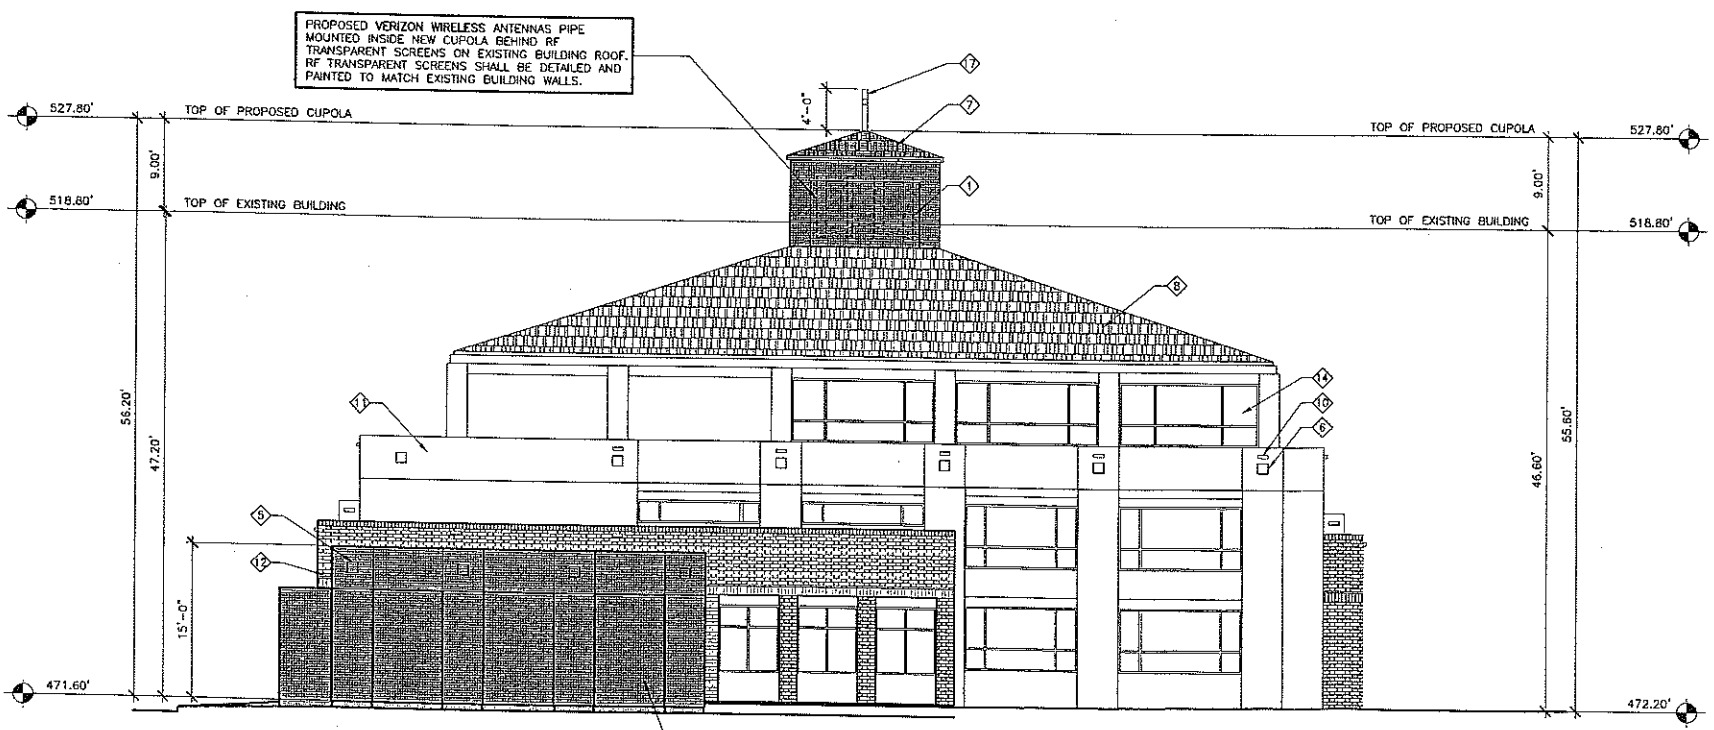 PROPOSED VERIZON WIRELESS ANTENNAS PIPE
MOUNTED INSIDE NEW CUPOLA BEHIND RF
TRANSPARENT SCREENS ON EXISTING BUILDING ROOF.
RF TRANSPARENT SCREENS SHALL BE DETAILED AND
PAINTED TO MATCH EXISTING BUILDING WALLS.
17
4'-0"
7
527.80'
TOP OF PROPOSED CUPOLA
TOP OF PROPOSED CUPOLA
527.80'
9.00'
9.00'
1
518.80'
TOP OF EXISTING BUILDING
TOP OF EXISTING BUILDING
518.80'
8
14
11
10
6
56.20'
47.20'
46.60'
55.60'
5
12
15'-0"
471.60'
472.20'